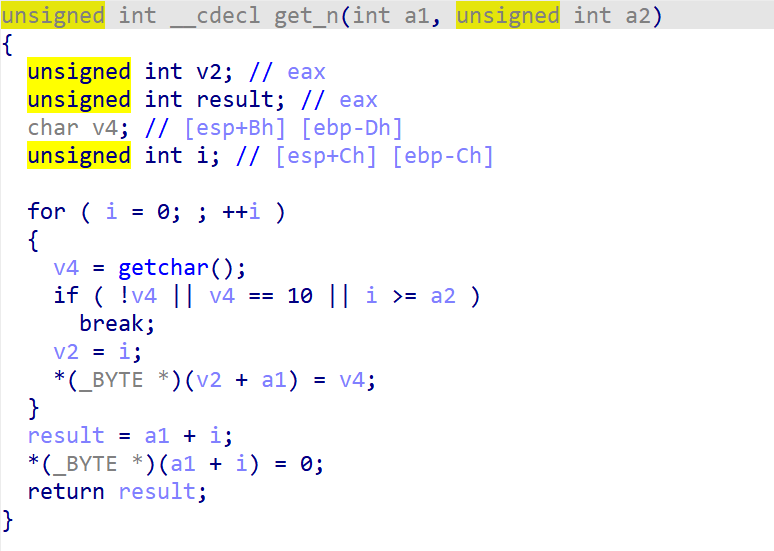 unsigned int __cdecl get_n(int a1, unsigned int a2)
{
  unsigned int v2; // eax
  unsigned int result; // eax
  char v4; // [esp+Bh] [ebp-Dh]
  unsigned int i; // [esp+Ch] [ebp-Ch]

  for ( i = 0; ; ++i )
  {
    v4 = getchar();
    if ( !v4 || v4 == 10 || i >= a2 )
      break;
    v2 = i;
    *(_BYTE *)(v2 + a1) = v4;
  }
  result = a1 + i;
  *(_BYTE *)(a1 + i) = 0;
  return result;
}